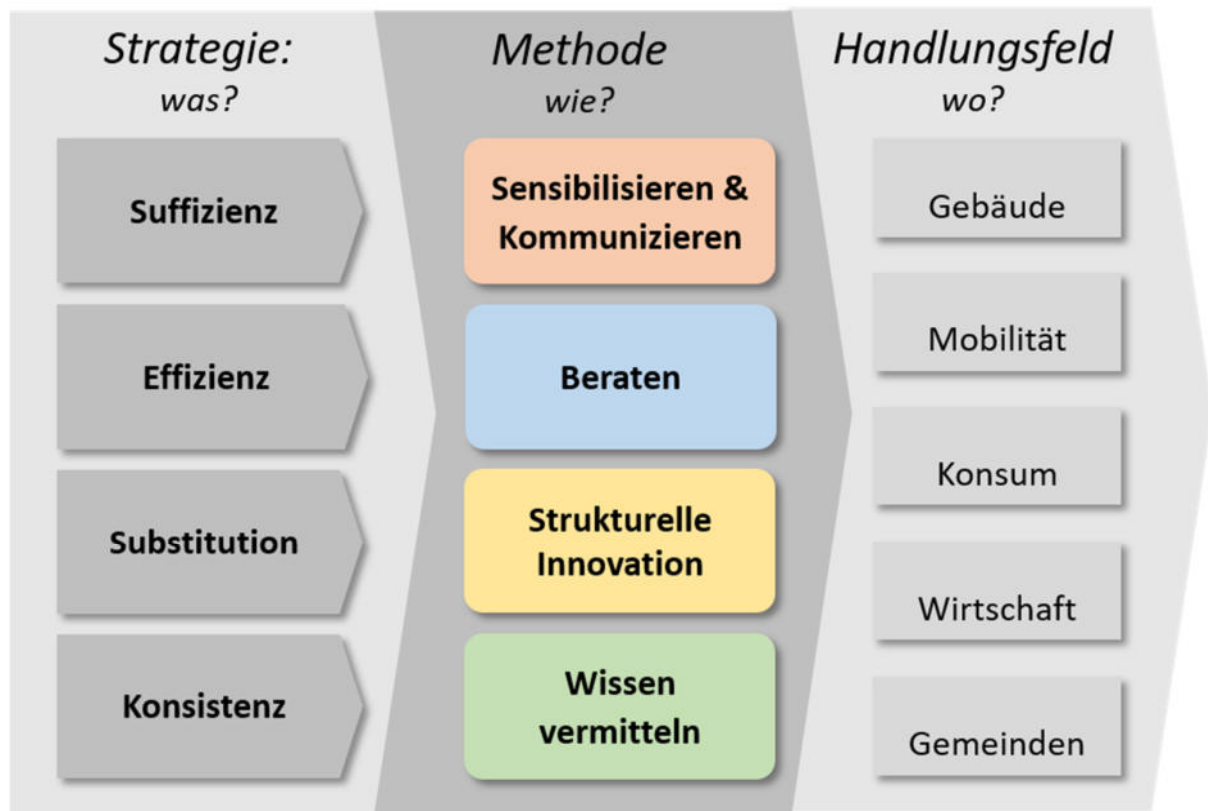 Strategie:
was?
Suffizienz
Effizienz
Substitution
Konsistenz
Methode
wie?
Sensibilisieren &
Kommunizieren
Beraten
Strukturelle
Innovation
Wissen
vermitteln
Handlungsfeld
wo?
Gebäude
Mobilität
Konsum
Wirtschaft
Gemeinden